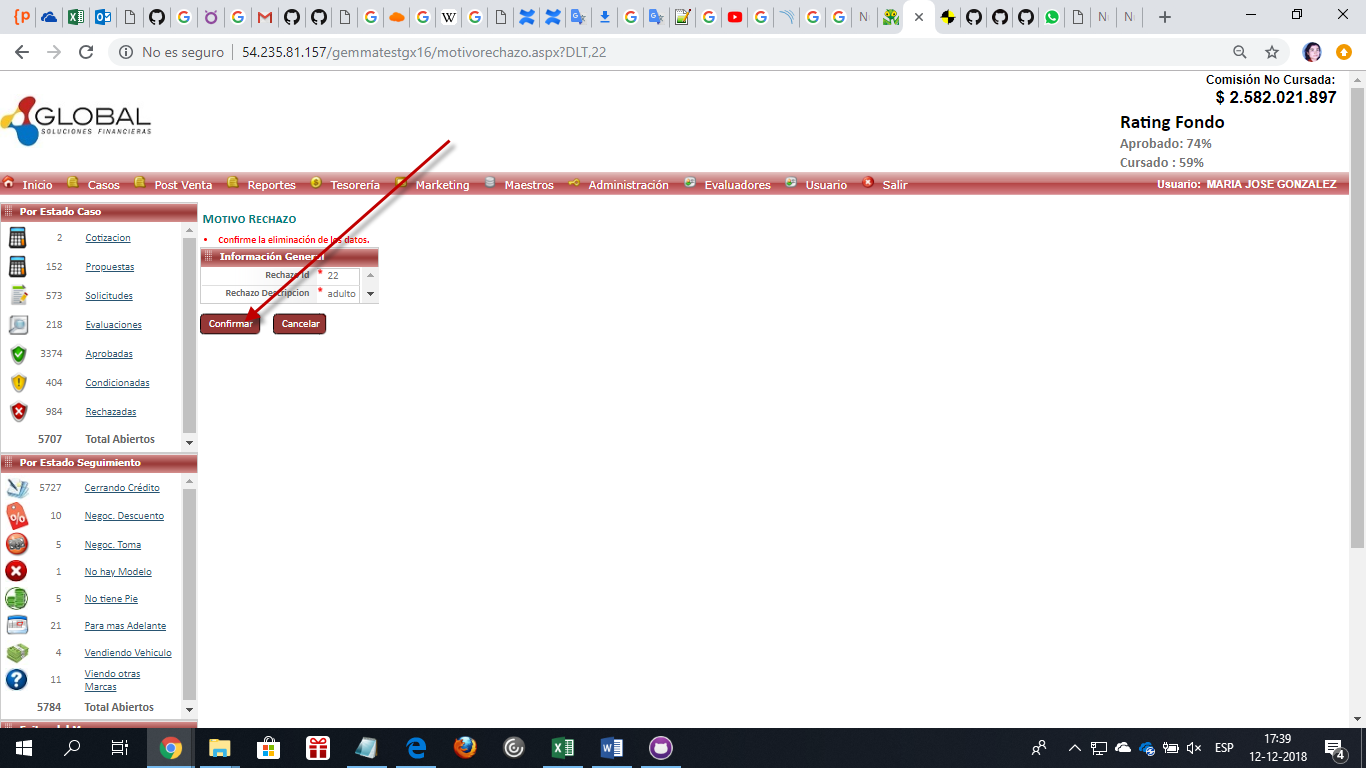 No es seguro 54.235.81.157/gemmatestgx16/motivorechazo.aspx?DLT,22
Comisión No Cursada:
$ 2.582.021.897
GLOBAL
SOLUCIONES FINANCIERAS
Rating Fondo
Aprobado: 74%
Cursado : 59%
Inicio Casos Post Venta Reportes Tesorería Marketing Maestros Administración Evaluadores Usuario Salir Usuario: MARIA JOSE GONZALEZ
Por Estado Caso
2 Cotizacion
152 Propuestas
573 Solicitudes
218 Evaluaciones
3374 Aprobadas
404 Condicionadas
984 Rechazadas
5707 Total Abiertos
MOTIVO RECHAZO
Confirme la eliminación de los datos.
Información General
Rechazo Id * 22
Rechazo Descripcion * adulto
Confirmar Cancelar
Por Estado Seguimiento
5727 Cerrando Crédito
10 Negoc. Descuento
5 Negoc. Toma
1 No hay Modelo
5 No tiene Pie
21 Para mas Adelante
4 Vendiendo Vehiculo
11 Viendo otras
Marcas
5784 Total Abiertos
ESP
17:39
12-12-2018
4